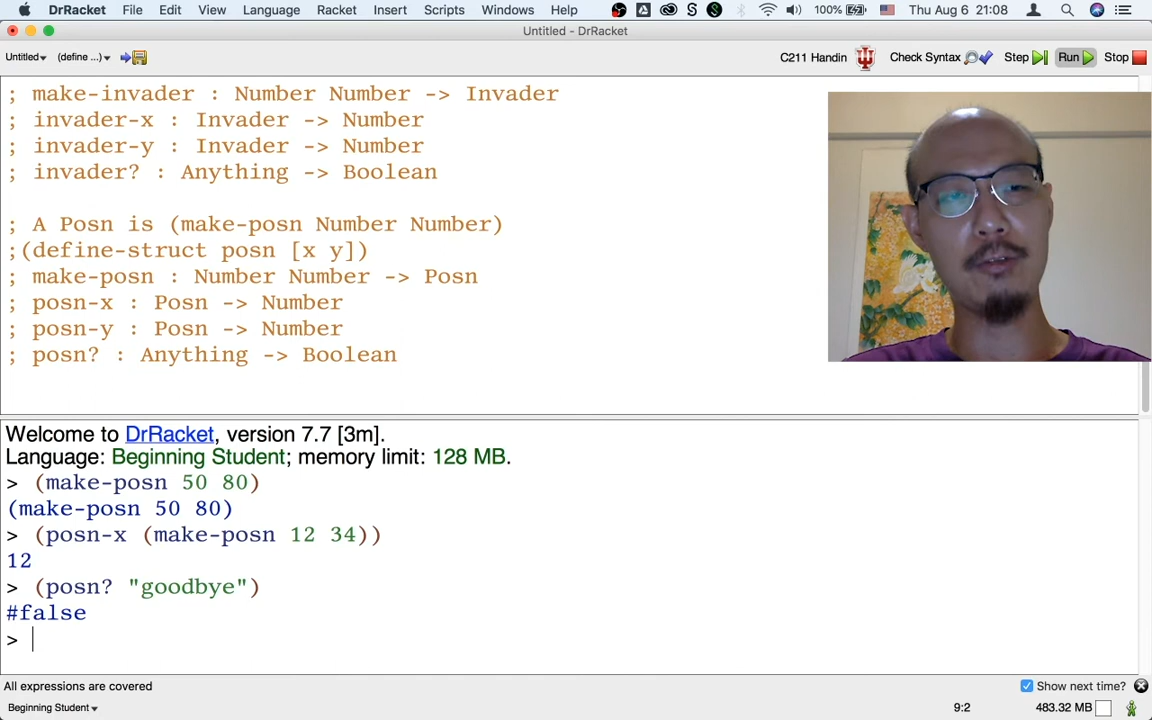 DrRacket File Edit View Language Racket Insert Scripts Windows Help 100% Thu Aug 6 21:08
Untitled - DrRacket
Untitled (define ...) C211 Handin Check Syntax Step Run Stop
; make-invader : Number Number -> Invader
; invader-x : Invader -> Number
; invader-y : Invader -> Number
; invader? : Anything -> Boolean
; A Posn is (make-posn Number Number)
;(define-struct posn [x y])
; make-posn : Number Number -> Posn
; posn-x : Posn -> Number
; posn-y : Posn -> Number
; posn? : Anything -> Boolean
Welcome to DrRacket, version 7.7 [3m].
Language: Beginning Student; memory limit: 128 MB.
> (make-posn 50 80)
(make-posn 50 80)
> (posn-x (make-posn 12 34))
12
> (posn? "goodbye")
#false
>
All expressions are covered Show next time?
Beginning Student 9:2 483.32 MB